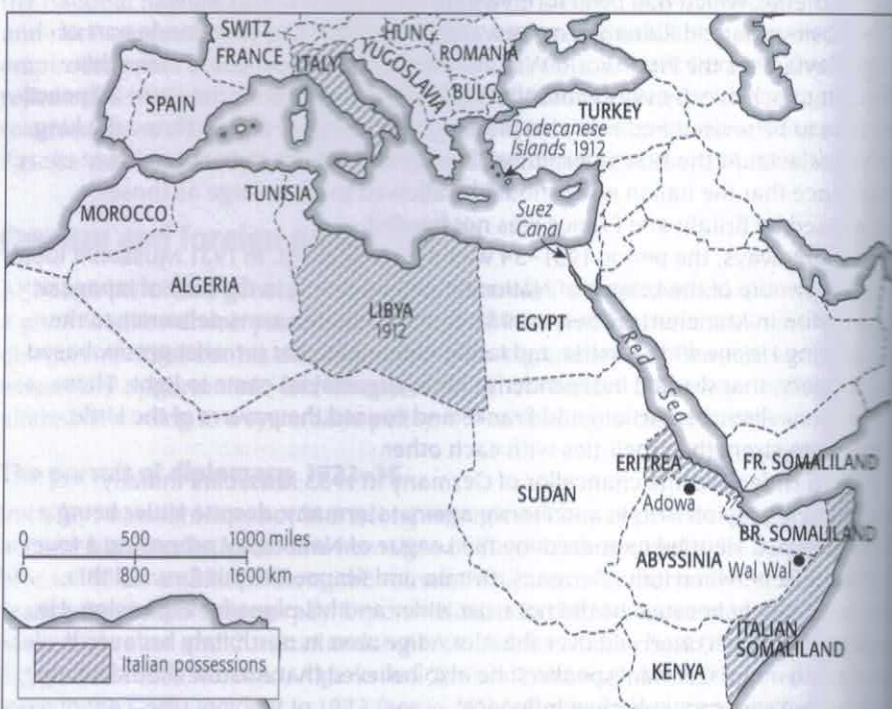 SWITZ
HUNG
FRANCE
ITALY
YUGOSLAVIA
ROMANIA
SPAIN
BULG
TURKEY
Dodecanese
Islands 1912
TUNISIA
MOROCCO
Suez
Canal
ALGERIA
LIBYA
1912
EGYPT
Red Sea
ERITREA
FR. SOMALILAND
SUDAN
Adowa
0 500 1000 miles
BR. SOMALILAND
0 800 1600km
ABYSSINIA
Wal Wal
Italian possessions
ITALIAN
SOMALILAND
KENYA